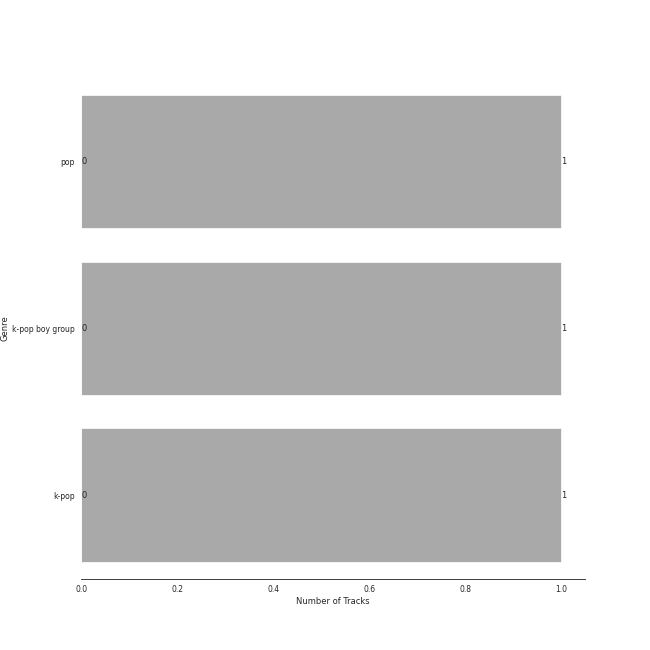 pop 0 1
Genre
k-pop boy group 0 1
k-pop 0 1
0.0 0.2 0.4 0.6 0.8 1.0
Number of Tracks